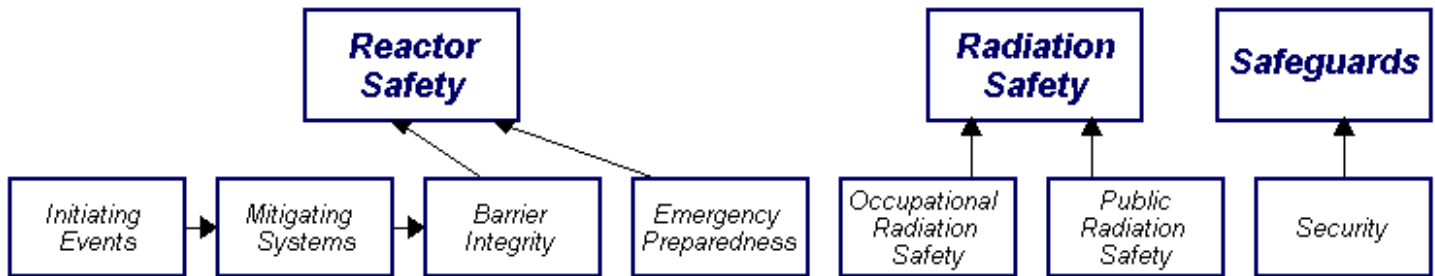 Reactor
Safety
Radiation
Safety
Safeguards
Initiating
Events
Mitigating
Systems
Barrier
Integrity
Emergency
Preparedness
Occupational
Radiation
Safety
Public
Radiation
Safety
Security